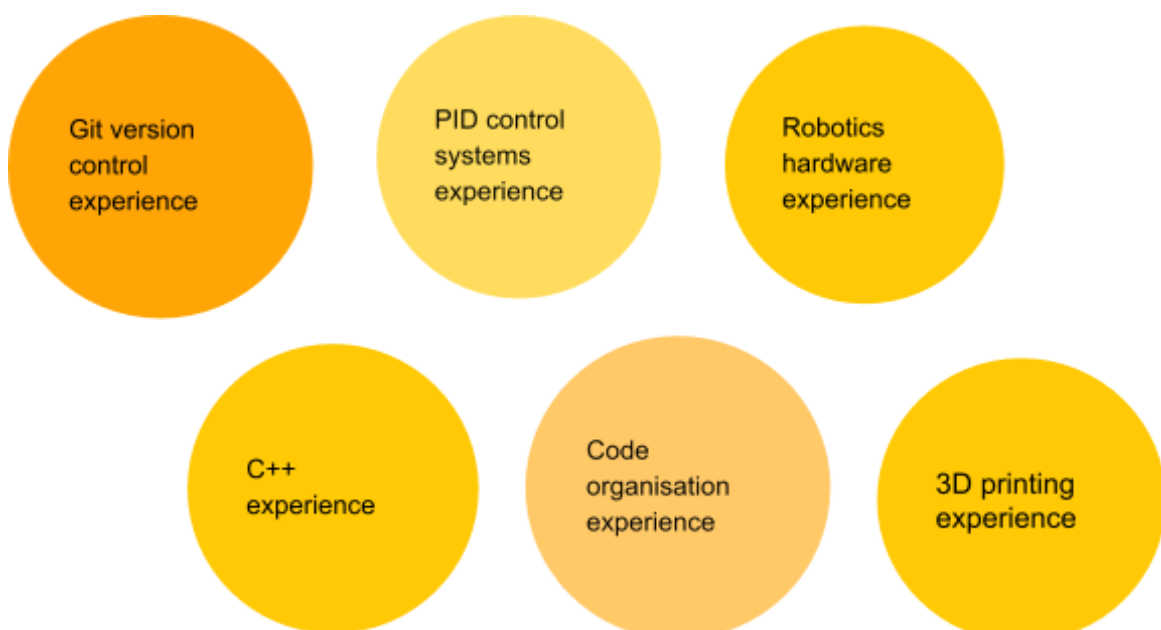 Git version
control
experience
PID control
systems
experience
Robotics
hardware
experience
C++
experience
Code
organisation
experience
3D printing
experience